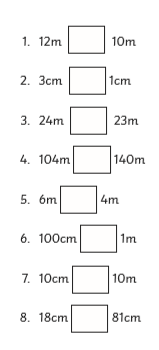 1. 12m 10m
2. 3cm 1cm
3. 24m 23m
4. 104m 140m
5. 6m 4m
6. 100cm 1m
7. 10cm 10m
8. 18cm 81cm